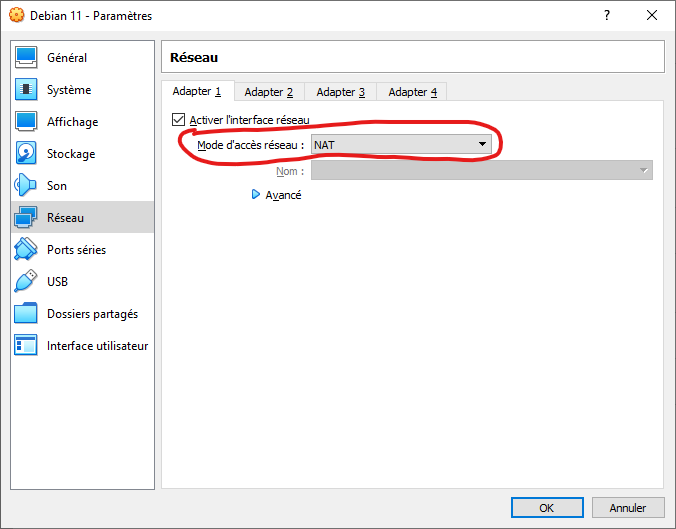 Debian 11 - Paramètres
?
Général
Système
Affichage
Stockage
Son
Réseau
Ports séries
USB
Dossiers partagés
Interface utilisateur
Réseau
Adapter 1 Adapter 2 Adapter 3 Adapter 4
Activer l'interface réseau
Mode d'accès réseau : NAT
Nom :
Avancé
OK Annuler